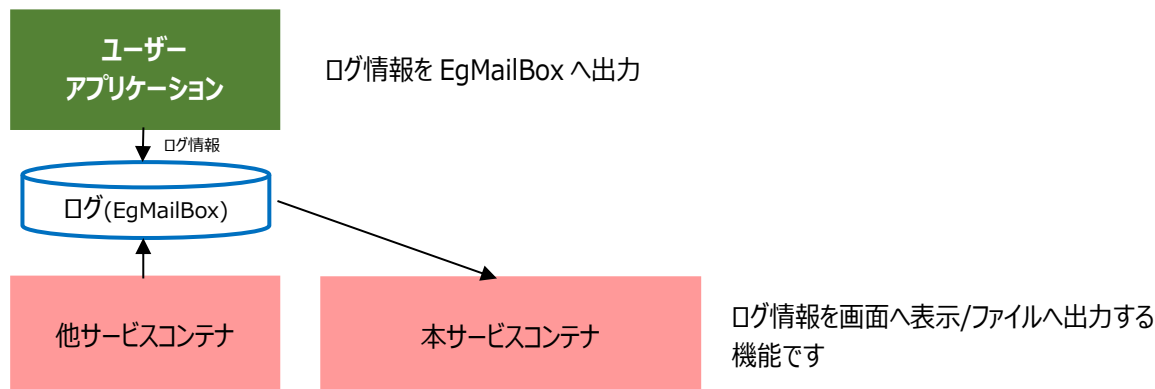 ユーザー
アプリケーション
ログ情報を EgMailBox へ出力
ログ情報
ログ(EgMailBox)
他サービスコンテナ
本サービスコンテナ
ログ情報を画面へ表示/ファイルへ出力する
機能です